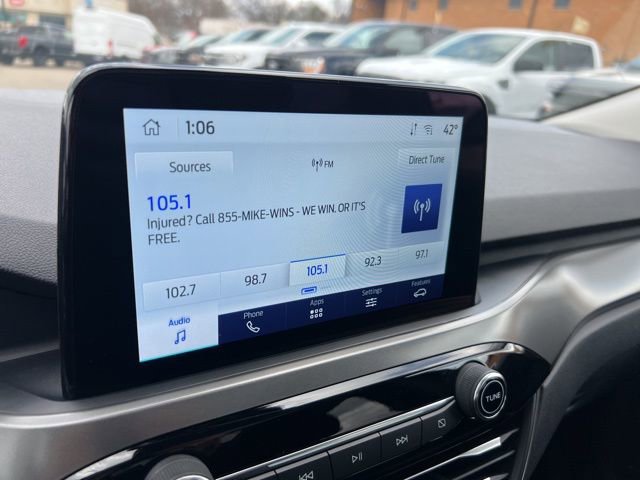 1:06
42°
Sources
FM
Direct Tune
105.1
Injured? Call 855-MIKE-WINS - WE WIN. OR IT'S
FREE.
102.7
98.7
105.1
92.3
97.1
Audio
Phone
Apps
Settings
Features
TUNE